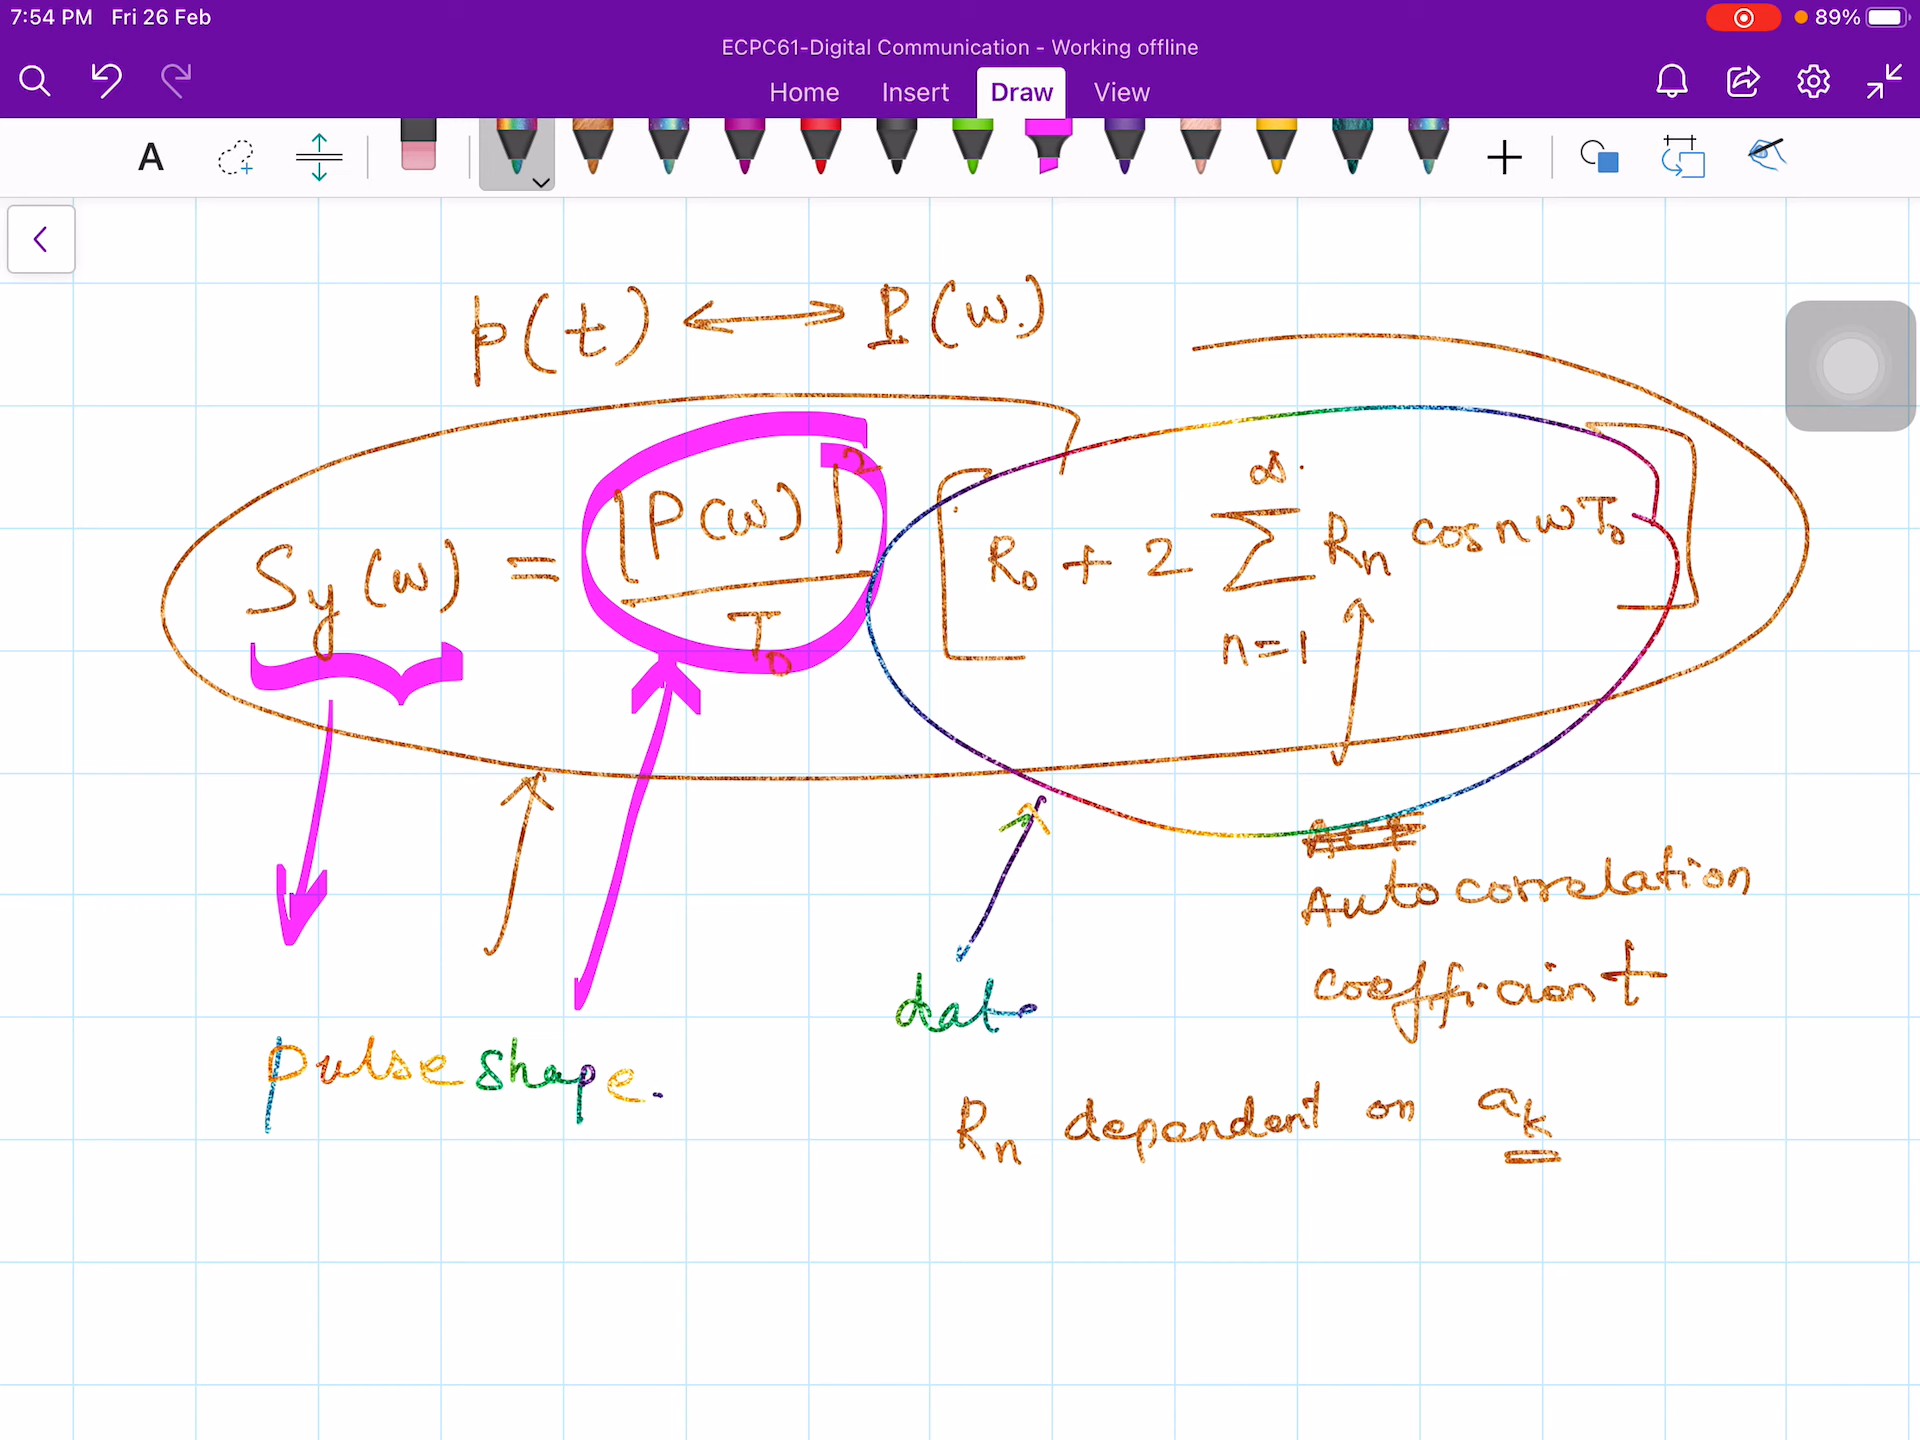 7:54 PM Fri 26 Feb 89%
ECPC61-Digital Communication - Working offline
Home Insert Draw View
A
p(t) ⟷ P(ω)
Sy(ω) = |P(ω)|² / T₀ [R₀ + 2 ∑ n=1 ∞ Rn cos nωT₀]
Auto correlation
coefficient
data
pulse shape.
Rn dependent on ak